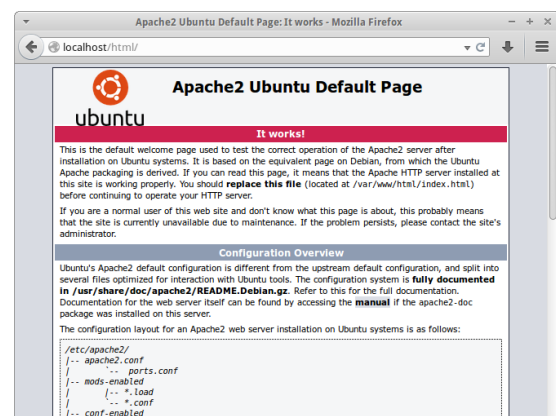 Apache2 Ubuntu Default Page: It works - Mozilla Firefox
localhost/html/
ubuntu
Apache2 Ubuntu Default Page
It works!
This is the default welcome page used to test the correct operation of the Apache2 server after
installation on Ubuntu systems. It is based on the equivalent page on Debian, from which the Ubuntu
Apache packaging is derived. If you can read this page, it means that the Apache HTTP server installed at
this site is working properly. You should replace this file (located at /var/www/html/index.html)
before continuing to operate your HTTP server.
If you are a normal user of this web site and don't know what this page is about, this probably means
that the site is currently unavailable due to maintenance. If the problem persists, please contact the site's
administrator.
Configuration Overview
Ubuntu's Apache2 default configuration is different from the upstream default configuration, and split into
several files optimized for interaction with Ubuntu tools. The configuration system is fully documented
in /usr/share/doc/apache2/README.Debian.gz. Refer to this for the full documentation.
Documentation for the web server itself can be found by accessing the manual if the apache2-doc
package was installed on this server.
The configuration layout for an Apache2 web server installation on Ubuntu systems is as follows:
/etc/apache2/
|-- apache2.conf
|       `--  ports.conf
|-- mods-enabled
|       |-- *.load
|       `-- *.conf
|-- conf-enabled